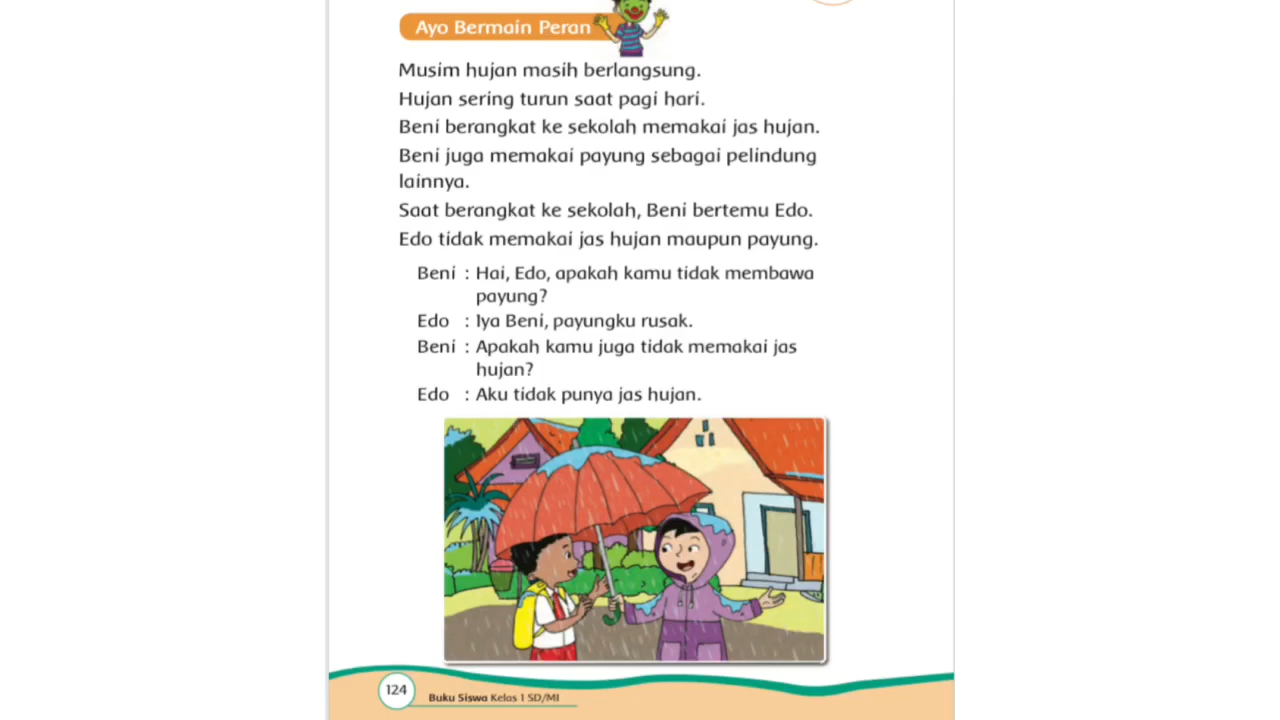 Ayo Bermain Peran
Musim hujan masih berlangsung.
Hujan sering turun saat pagi hari.
Beni berangkat ke sekolah memakai jas hujan.
Beni juga memakai payung sebagai pelindung
lainnya.
Saat berangkat ke sekolah, Beni bertemu Edo.
Edo tidak memakai jas hujan maupun payung.
Beni : Hai, Edo, apakah kamu tidak membawa
payung?
Edo : Iya Beni, payungku rusak.
Beni : Apakah kamu juga tidak memakai jas
hujan?
Edo : Aku tidak punya jas hujan.
124
Buku Siswa Kelas 1 SD/MI